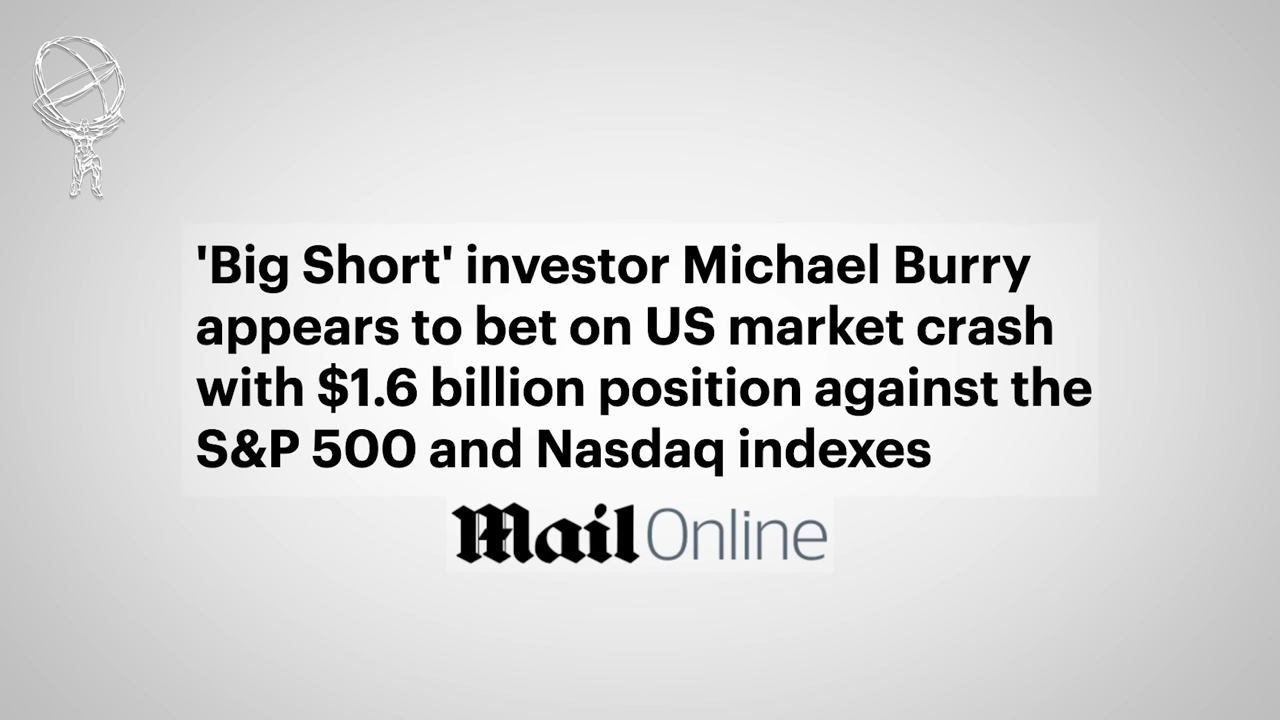 'Big Short' investor Michael Burry
appears to bet on US market crash
with $1.6 billion position against the
S&P 500 and Nasdaq indexes
Mail Online